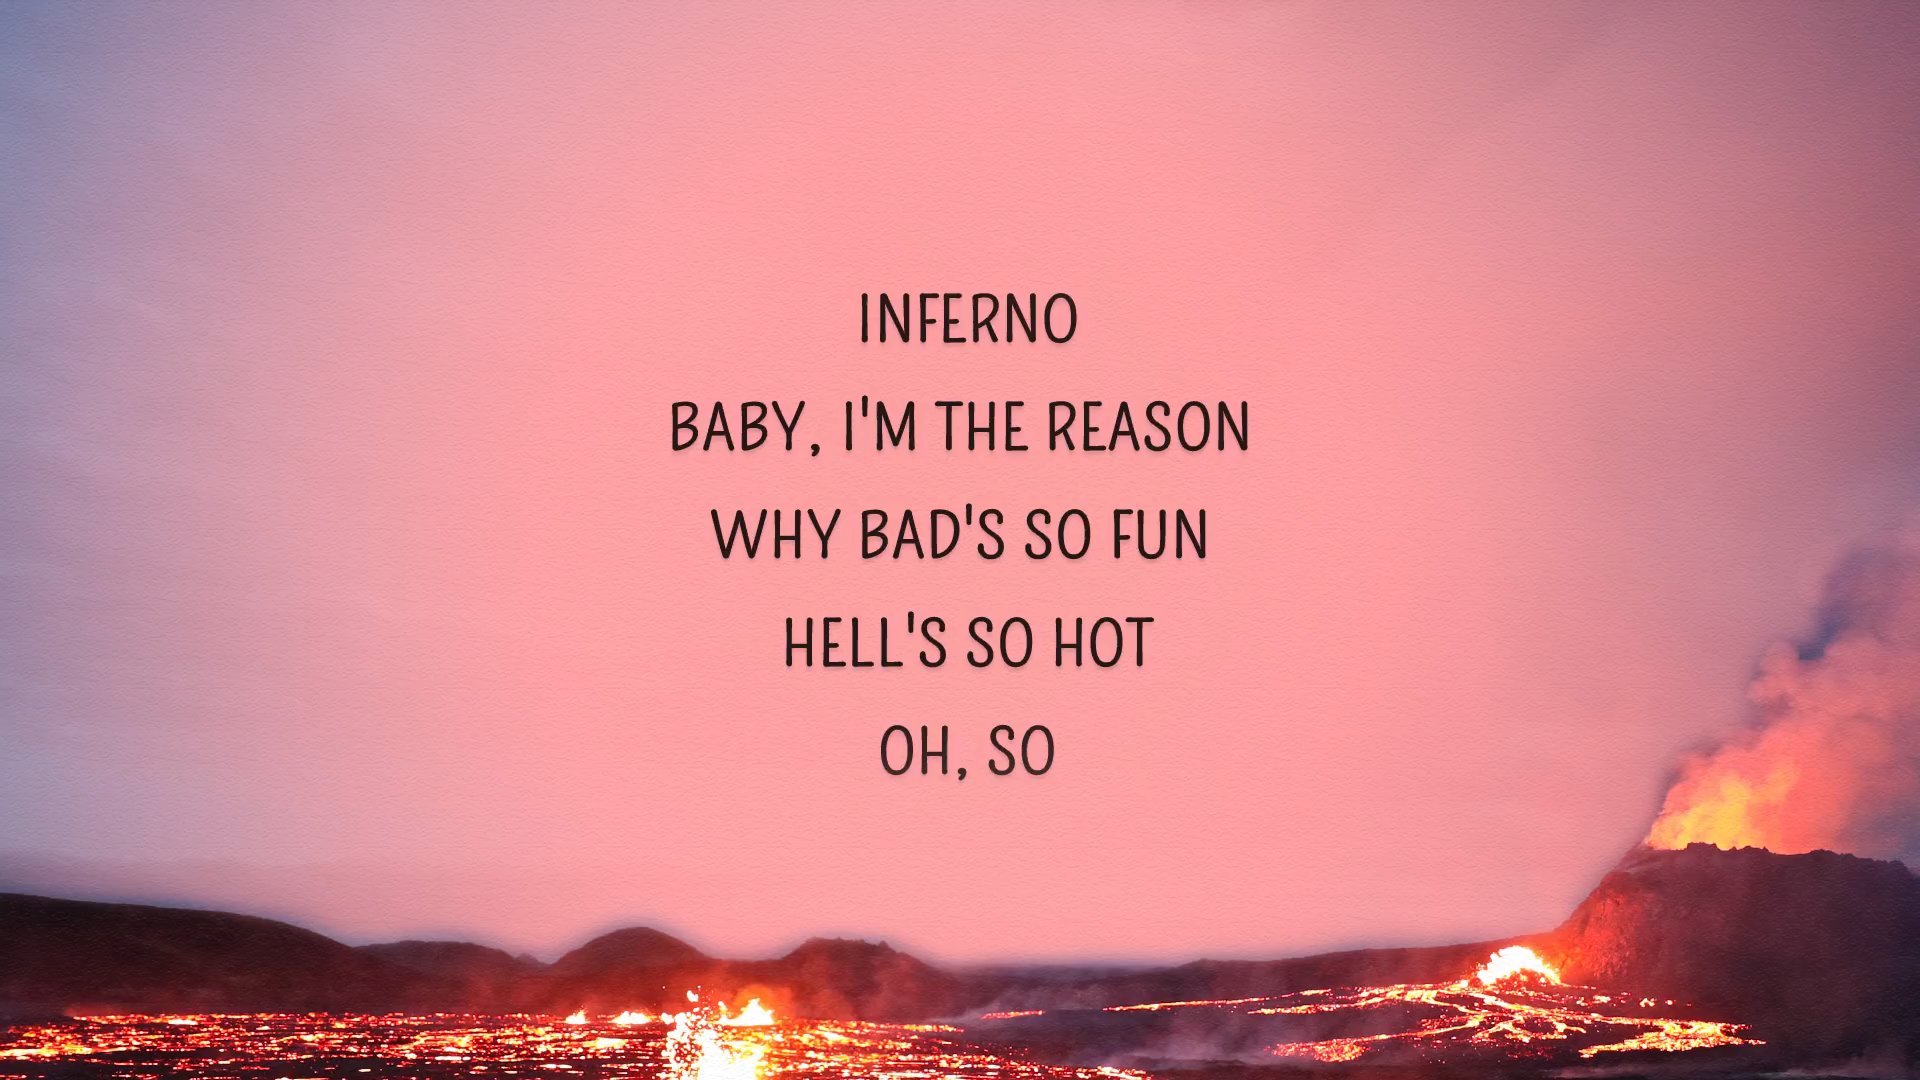 INFERNO
BABY, I'M THE REASON
WHY BAD'S SO FUN
HELL'S SO HOT
OH, SO